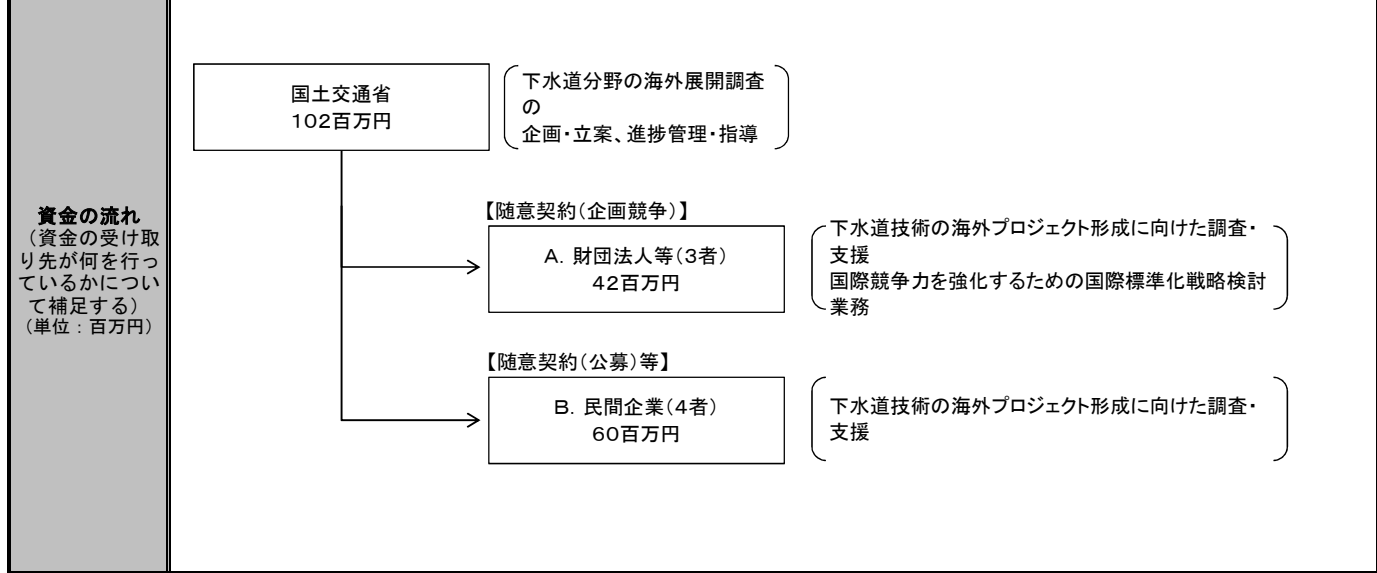 資金の流れ
（資金の受け取
り先が何を行っ
ているかについ
て補足する）
（単位：百万円）
国土交通省
102百万円
下水道分野の海外展開調査
の
企画・立案、進捗管理・指導
【随意契約（企画競争）】
A．財団法人等（3者）
42百万円
下水道技術の海外プロジェクト形成に向けた調査・
支援
国際競争力を強化するための国際標準化戦略検討
業務
【随意契約（公募）等】
B．民間企業（4者）
60百万円
下水道技術の海外プロジェクト形成に向けた調査・
支援